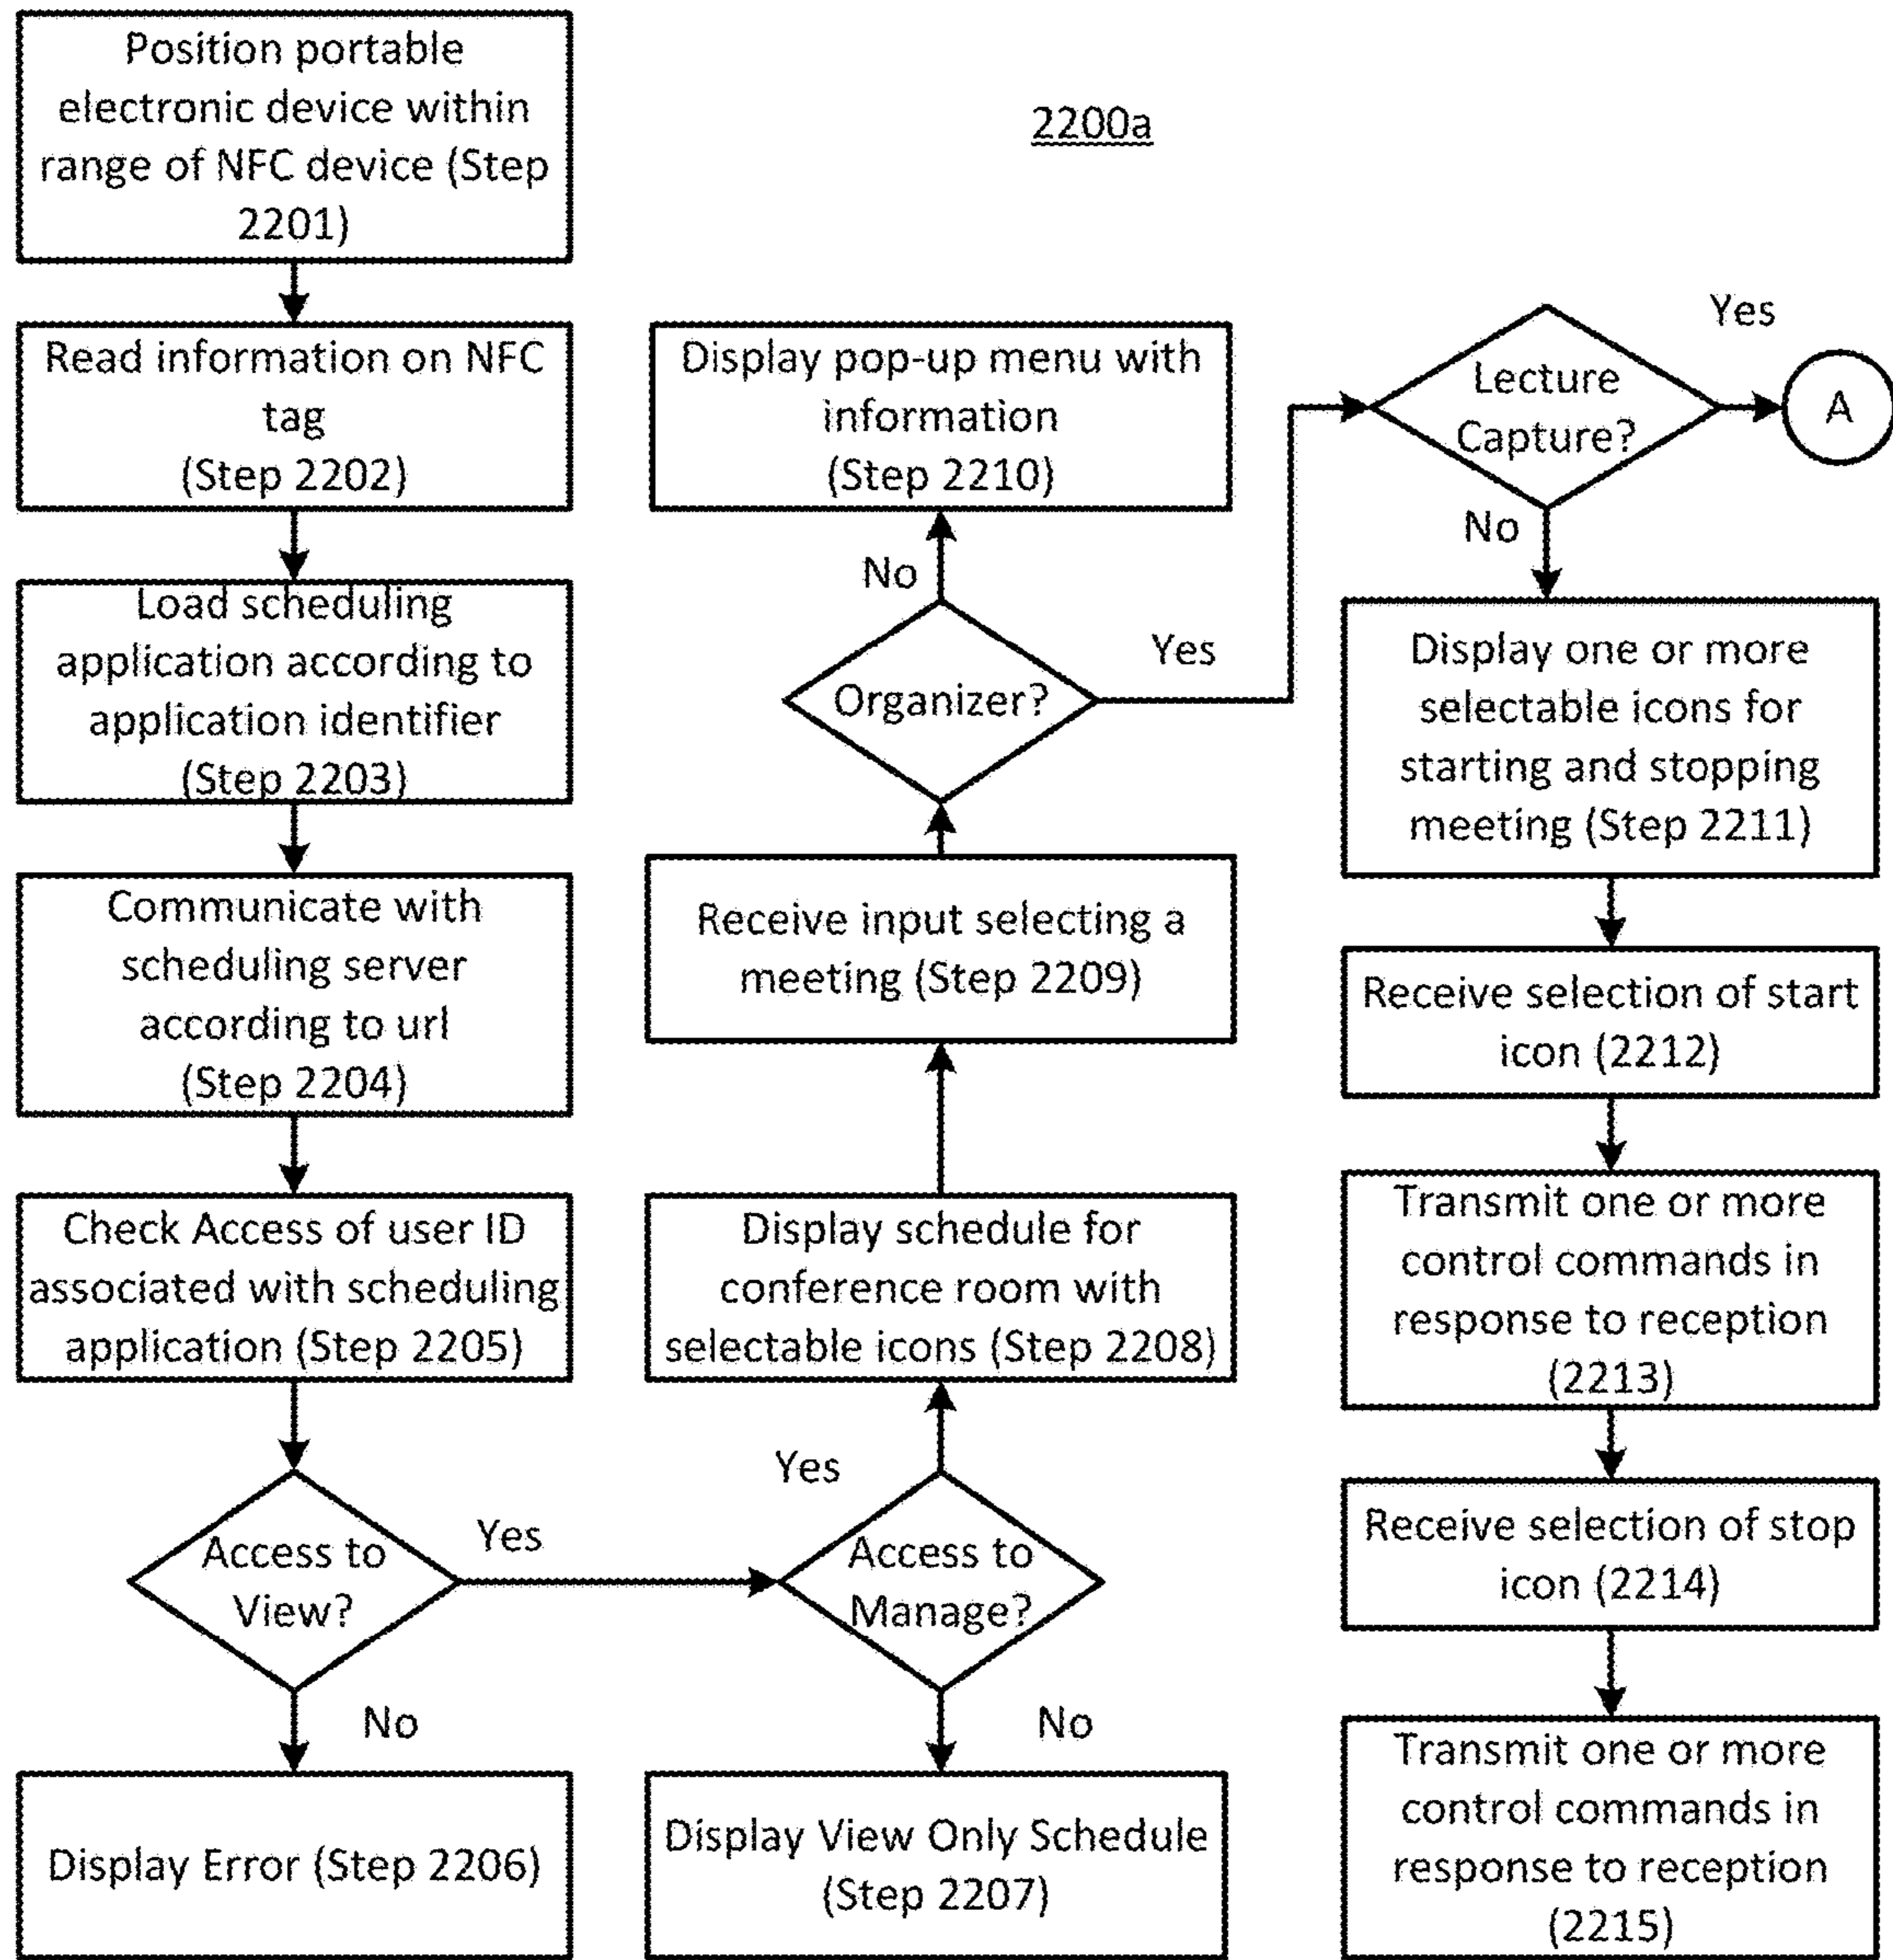 Position portable
electronic device within
range of NFC device (Step
2201)
2200a
Read information on NFC
tag
(Step 2202)
Load scheduling
application according to
application identifier
(Step 2203)
Communicate with
scheduling server
according to url
(Step 2204)
Check Access of user ID
associated with scheduling
application (Step 2205)
Access to
View?
Yes
No
Display Error (Step 2206)
Access to
Manage?
Yes
No
Display View Only Schedule
(Step 2207)
Display schedule for
conference room with
selectable icons (Step 2208)
Receive input selecting a
meeting (Step 2209)
Organizer?
No
Yes
Display pop-up menu with
information
(Step 2210)
Lecture
Capture?
Yes
A
No
Display one or more
selectable icons for
starting and stopping
meeting (Step 2211)
Receive selection of start
icon (2212)
Transmit one or more
control commands in
response to reception
(2213)
Receive selection of stop
icon (2214)
Transmit one or more
control commands in
response to reception
(2215)